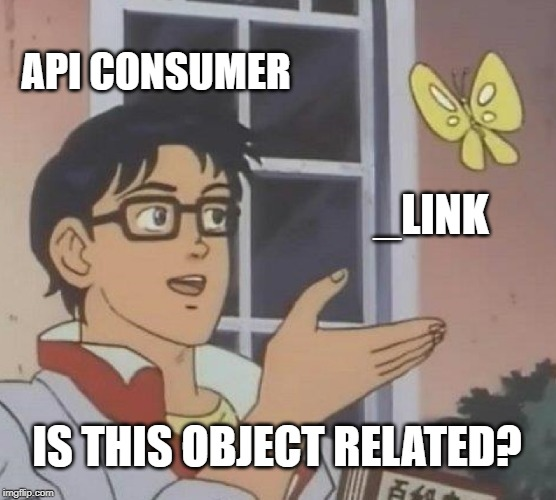 API CONSUMER
_LINK
IS THIS OBJECT RELATED?
imgflip.com